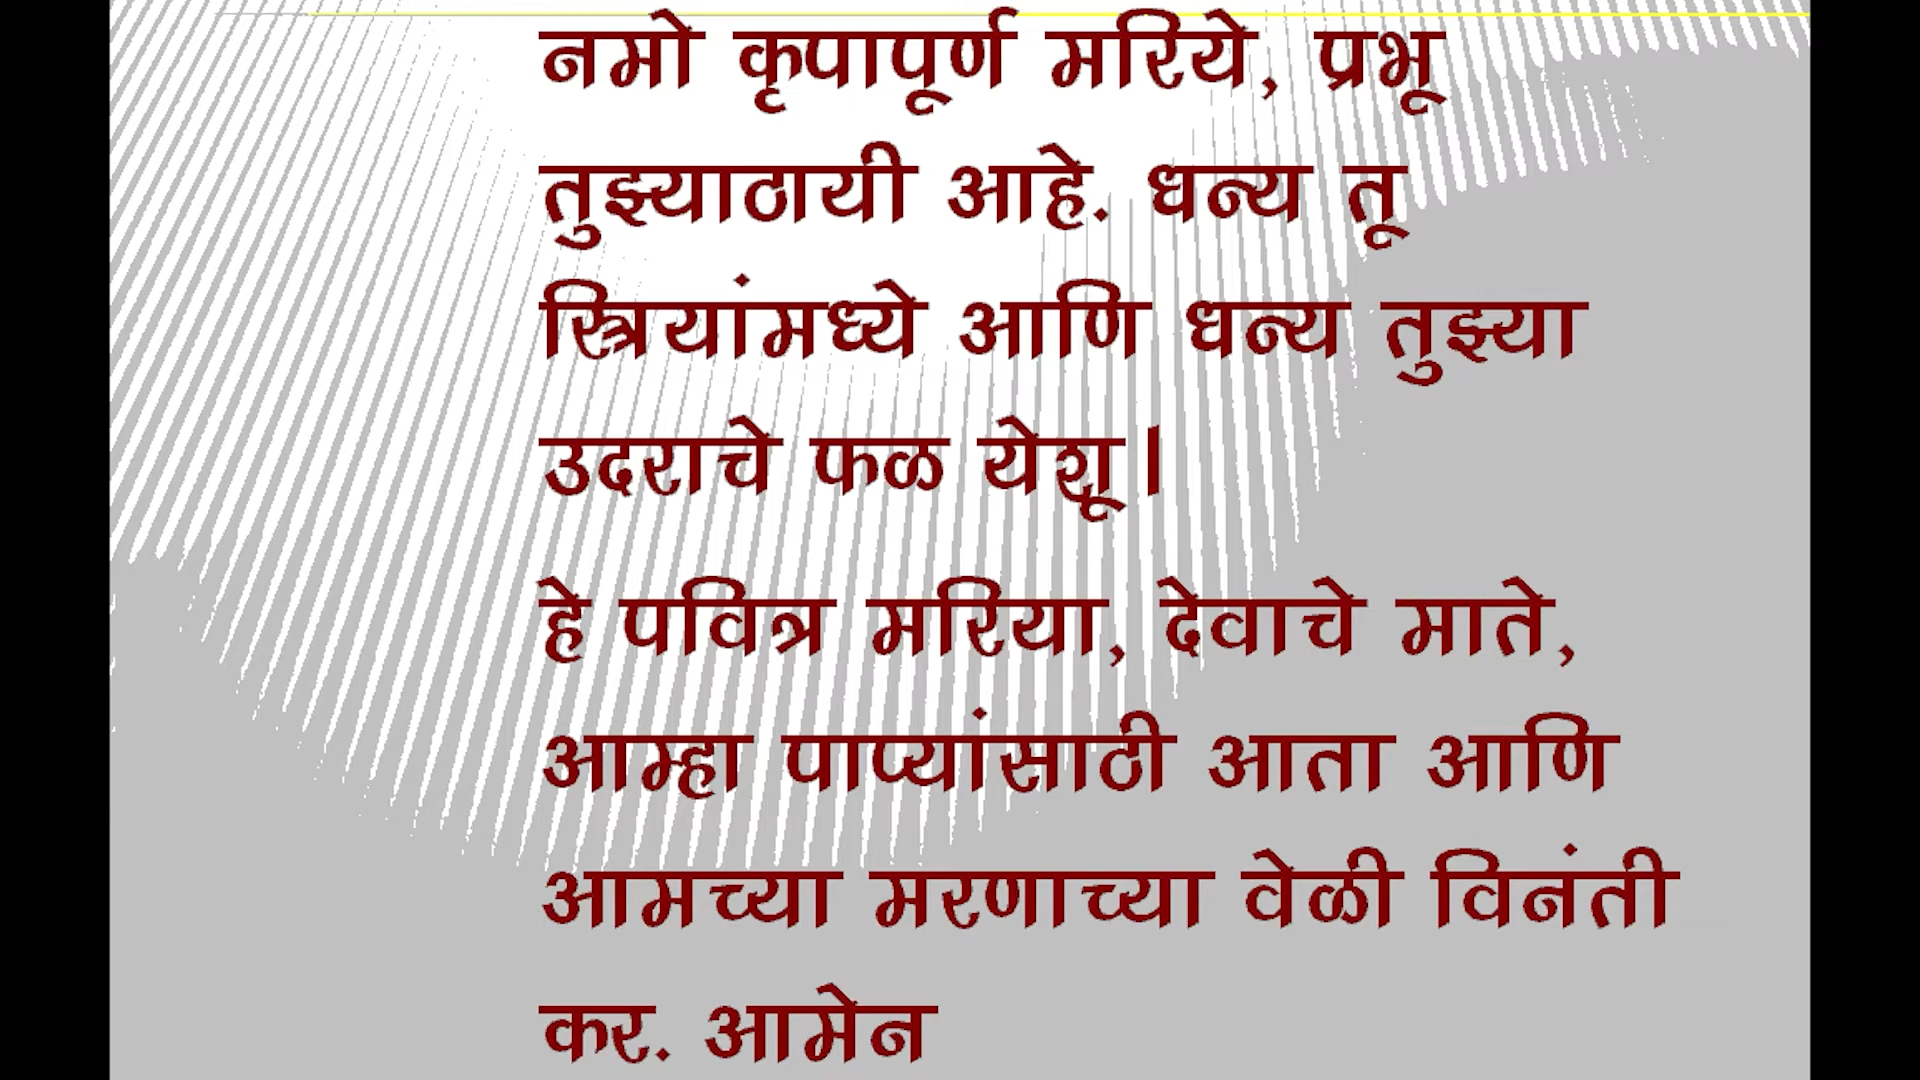 नमो कृपापूर्ण मरिये, प्रभू
तुझ्याठायी आहे. धन्य तू
स्त्रियांमध्ये आणि धन्य तुझ्या
उदराचे फळ येशू।
हे पवित्र मरिया, देवाचे माते,
आम्हा पाप्यांसाठी आता आणि
आमच्या मरणाच्या वेळी विनंती
कर. आमेन